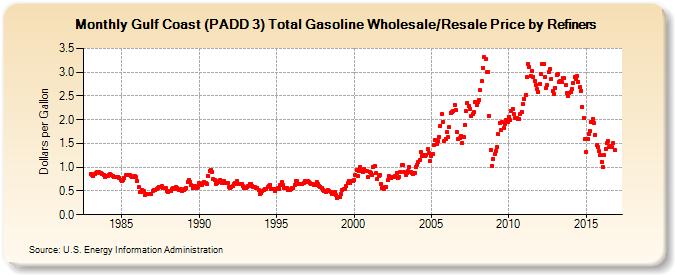 Monthly Gulf Coast (PADD 3) Total Gasoline Wholesale/Resale Price by Refiners
Dollars per Gallon
3.5
3.0
2.5
2.0
1.5
1.0
0.5
0.0
1985 1990 1995 2000 2005 2010 2015
Source: U.S. Energy Information Administration